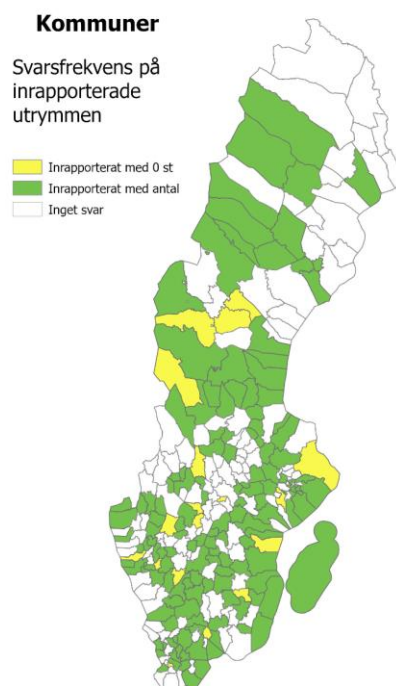 Kommuner
Svarsfrekvens på
inrapporterade
utrymmen
Inrapporterat med 0 st
Inrapporterat med antal
Inget svar